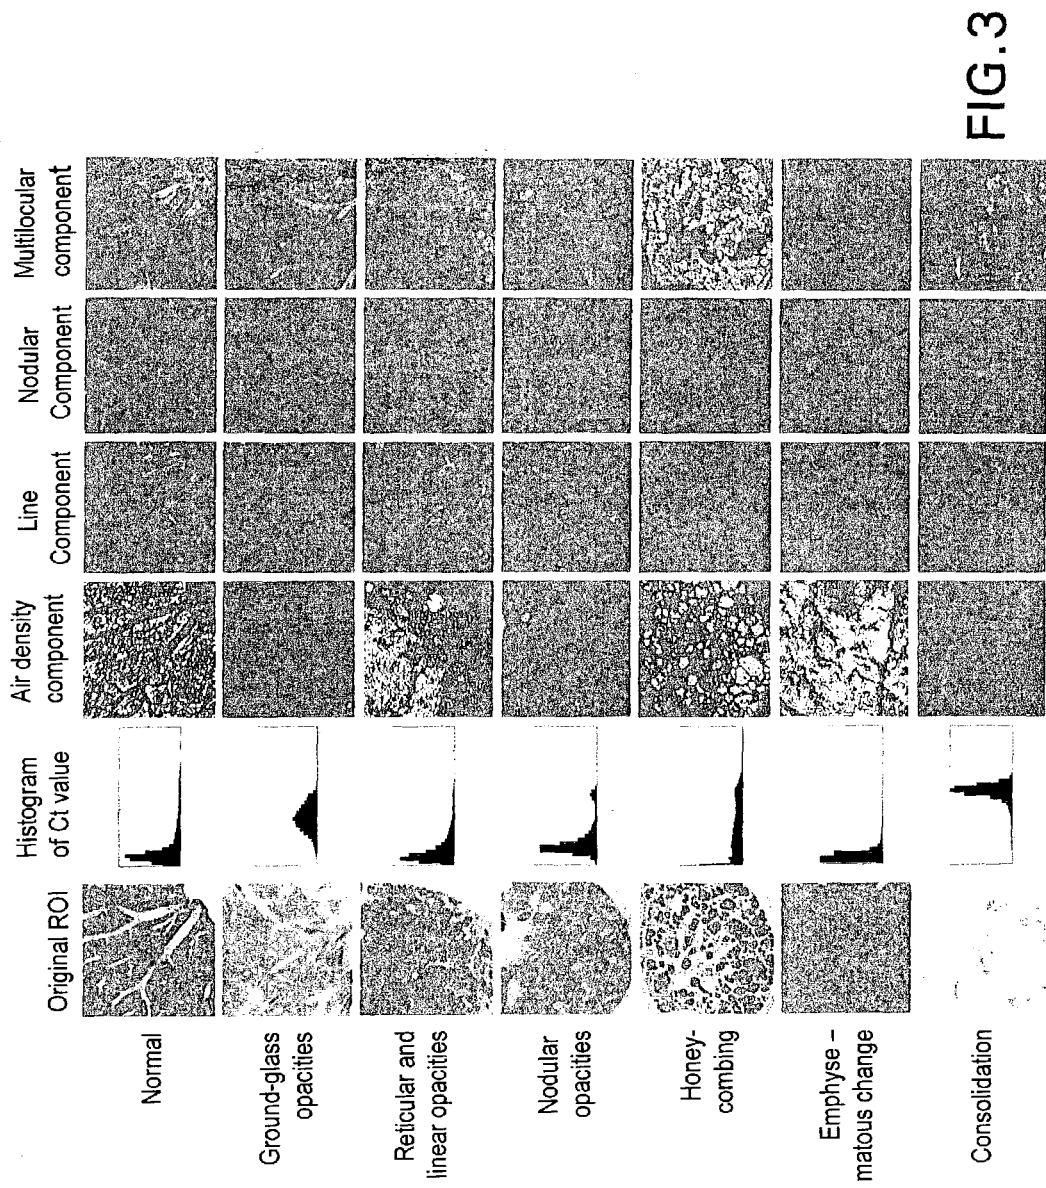 Original ROI
Histogram
of Ct value
Air density
component
Line
Component
Nodular
Component
Multilocular
component
Normal
Ground-glass
opacities
Reticular and
linear opacities
Nodular
opacities
Honey-
combing
Emphyse –
matous change
Consolidation
FIG.3